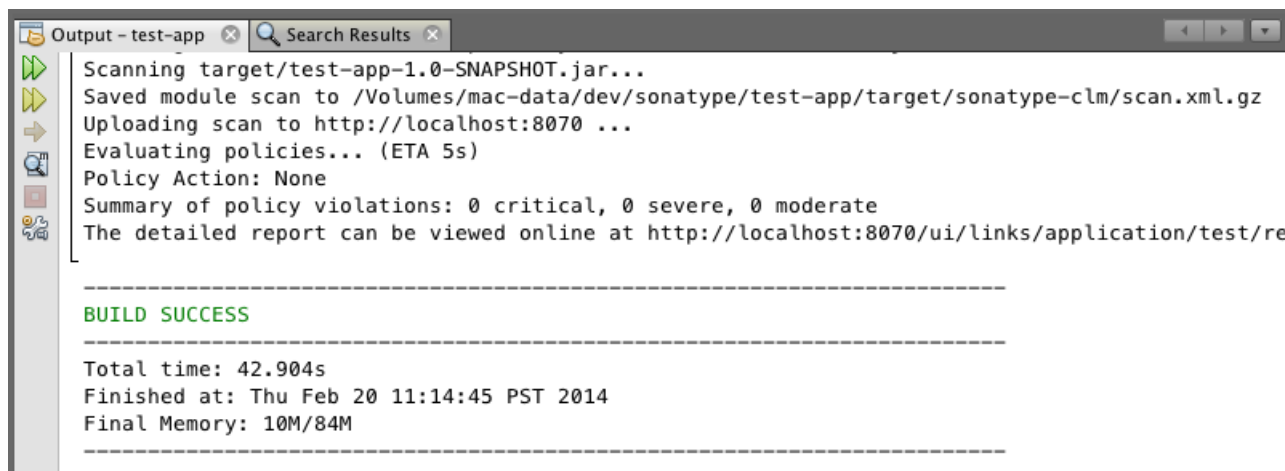 Output - test-app
Search Results
Scanning target/test-app-1.0-SNAPSHOT.jar...
Saved module scan to /Volumes/mac-data/dev/sonatype/test-app/target/sonatype-clm/scan.xml.gz
Uploading scan to http://localhost:8070 ...
Evaluating policies... (ETA 5s)
Policy Action: None
Summary of policy violations: 0 critical, 0 severe, 0 moderate
The detailed report can be viewed online at http://localhost:8070/ui/links/application/test/re
------------------------------------------------------------------------
BUILD SUCCESS
------------------------------------------------------------------------
Total time: 42.904s
Finished at: Thu Feb 20 11:14:45 PST 2014
Final Memory: 10M/84M
------------------------------------------------------------------------